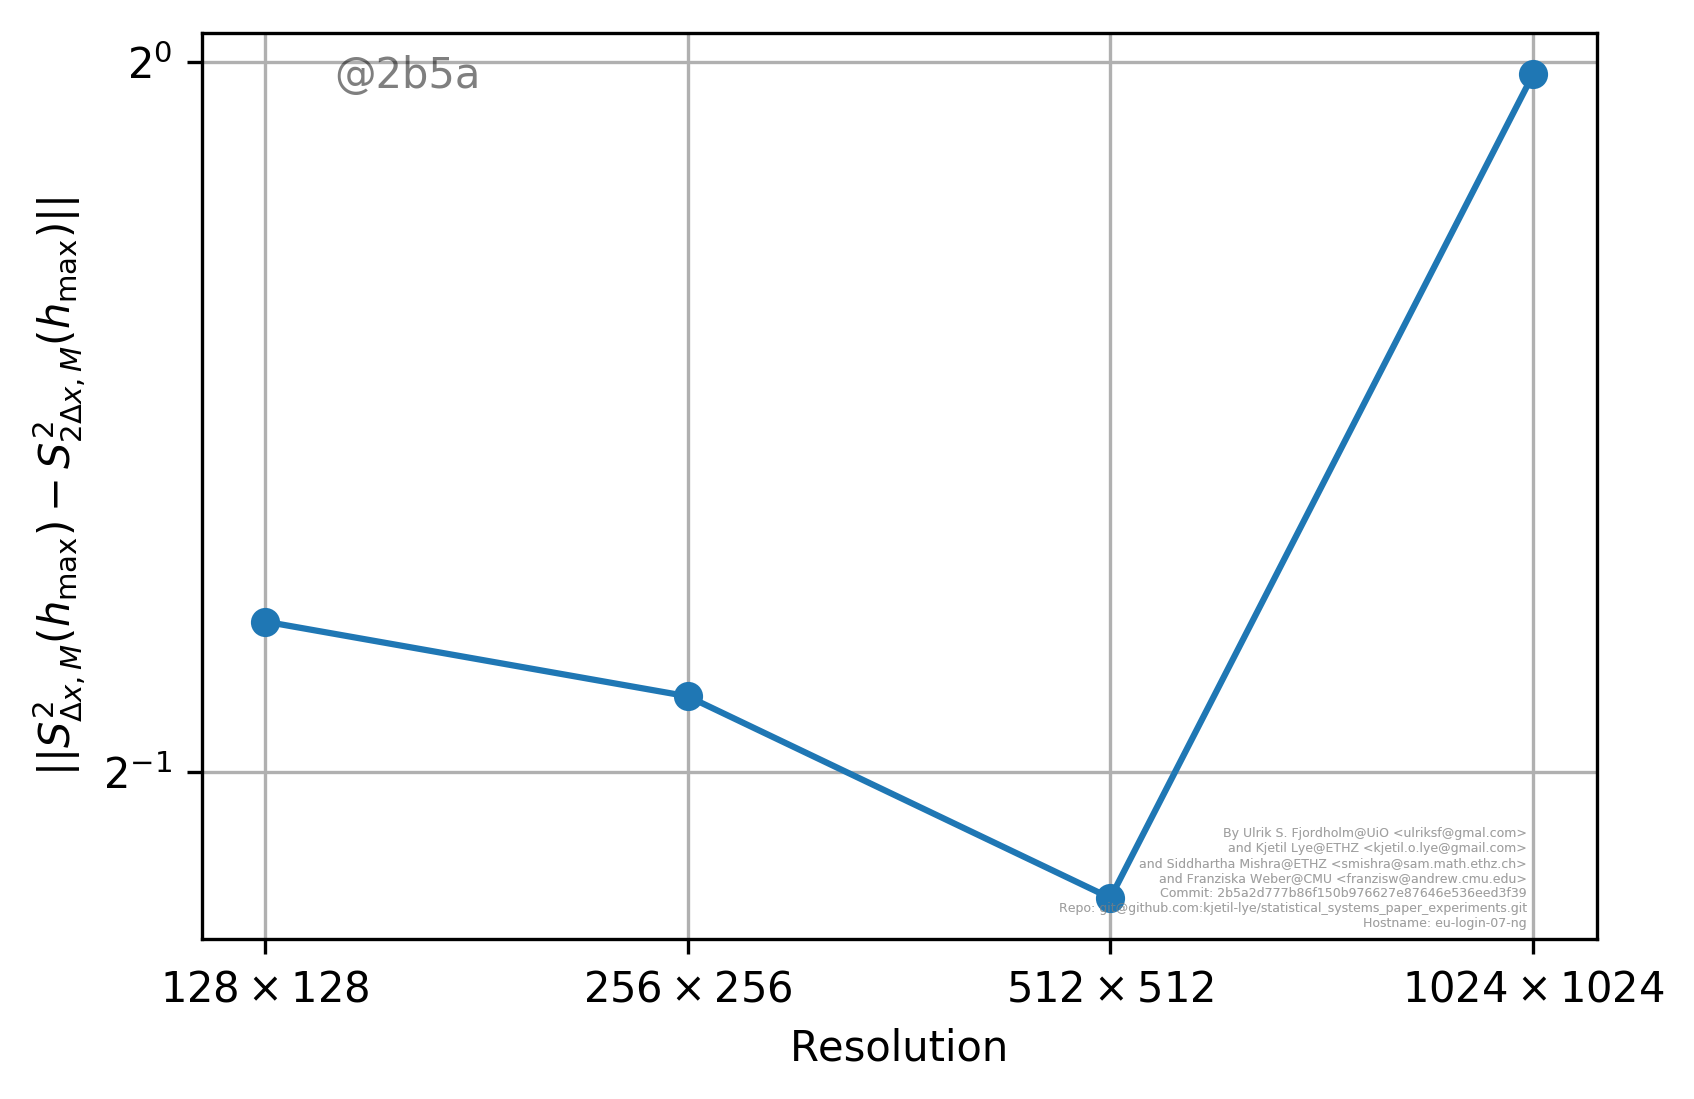 @2b5a
2⁰
2⁻¹
||S²_{Δx, M}(h_max) − S²_{2Δx, M}(h_max)||
By Ulrik S. Fjordholm@UiO <ulriksf@gmal.com>
and Kjetil Lye@ETHZ <kjetil.o.lye@gmail.com>
and Siddhartha Mishra@ETHZ <smishra@sam.math.ethz.ch>
and Franziska Weber@CMU <franzisw@andrew.cmu.edu>
Commit: 2b5a2d777b86f150b976627e87646e536eed3f39
Repo: git@github.com:kjetil-lye/statistical_systems_paper_experiments.git
Hostname: eu-login-07-ng
128 × 128 256 × 256 512 × 512 1024 × 1024
Resolution